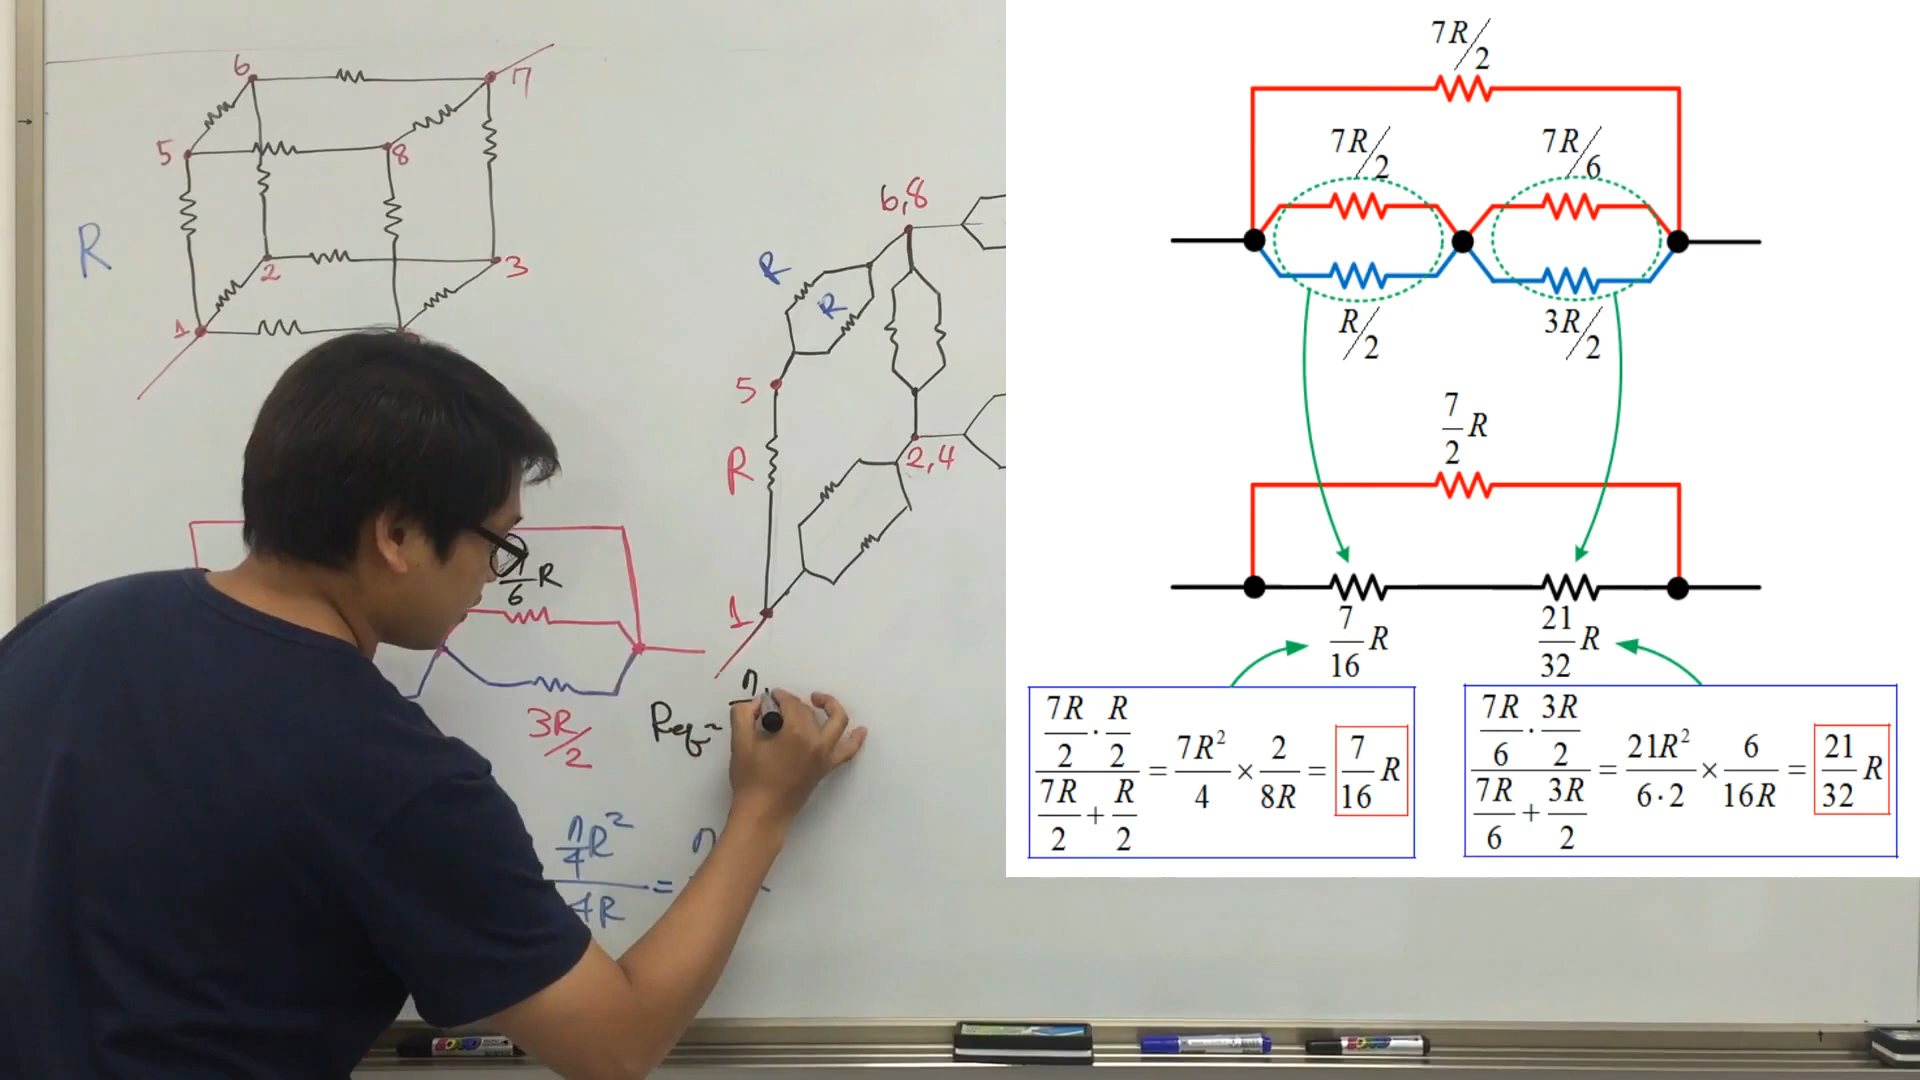 6
7
5
8
R
2
3
1
6,8
R
R
5
R
2,4
1
6 R
3R/2
Req=
7/4 R²
4R
=
7R/2
7R/2
7R/6
R/2
3R/2
7/2 R
7/16 R
21/32 R
(7R/2 · R/2)/(7R/2 + R/2) = 7R²/4 × 2/8R = 7/16 R
(7R/6 · 3R/2)/(7R/6 + 3R/2) = 21R²/6·2 × 6/16R = 21/32 R